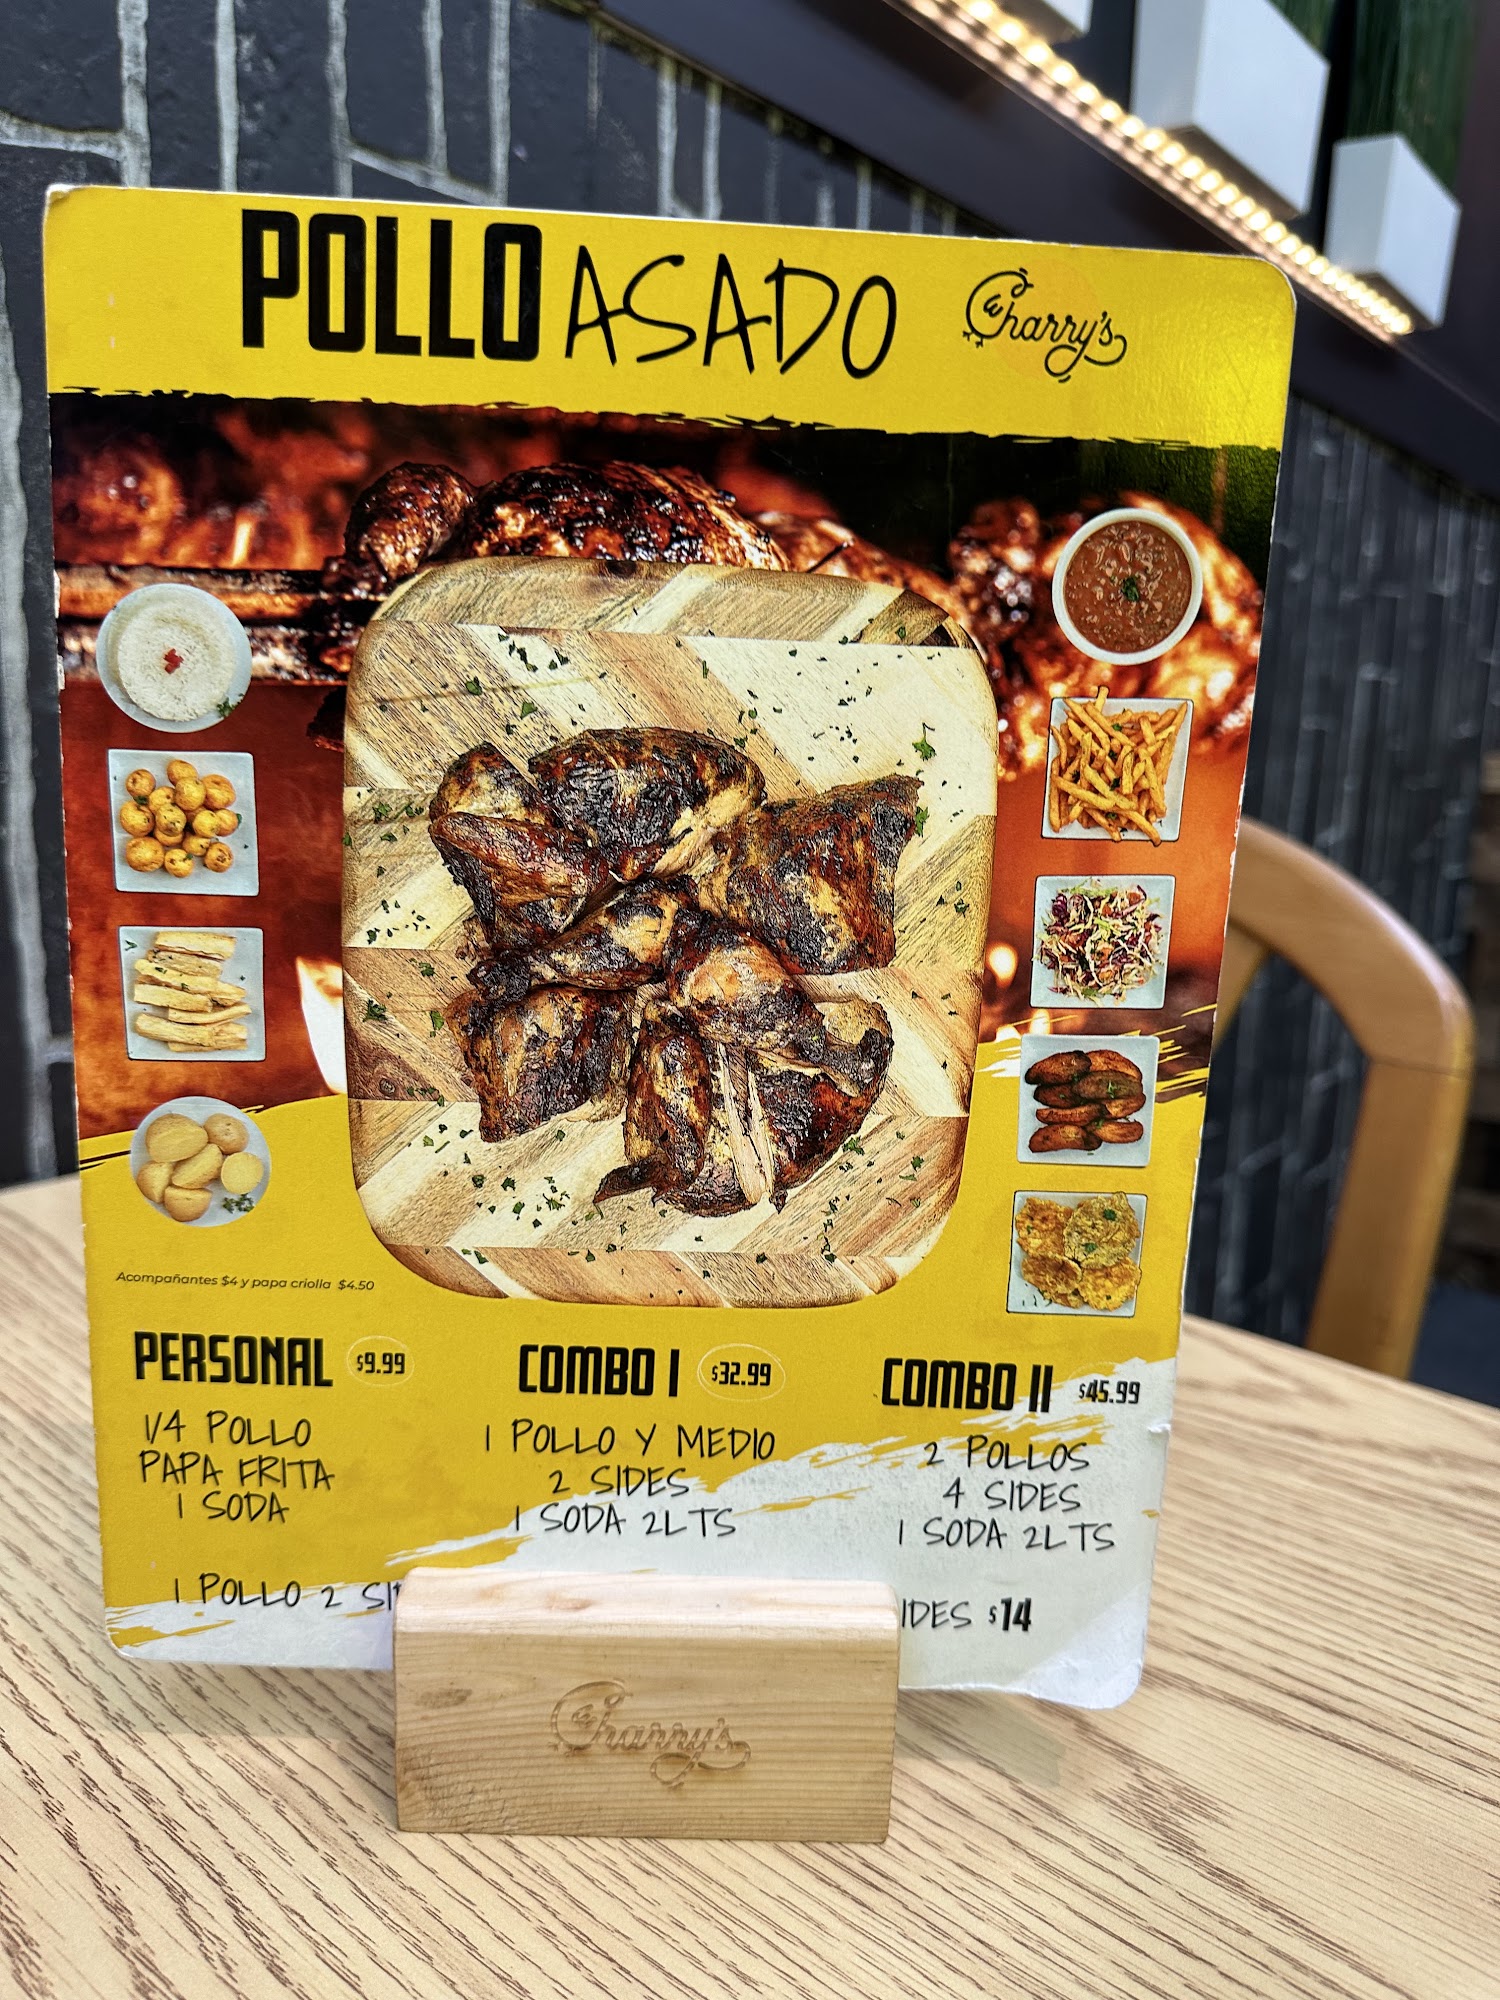 POLLO ASADO
Charry's
Acompañantes $4 y papa criolla $4.50
PERSONAL $9.99
1/4 POLLO
PAPA FRITA
1 SODA
COMBO I $32.99
1 POLLO Y MEDIO
2 SIDES
1 SODA 2LTS
COMBO II $45.99
2 POLLOS
4 SIDES
1 SODA 2LTS
1 POLLO 2
$14
Charry's